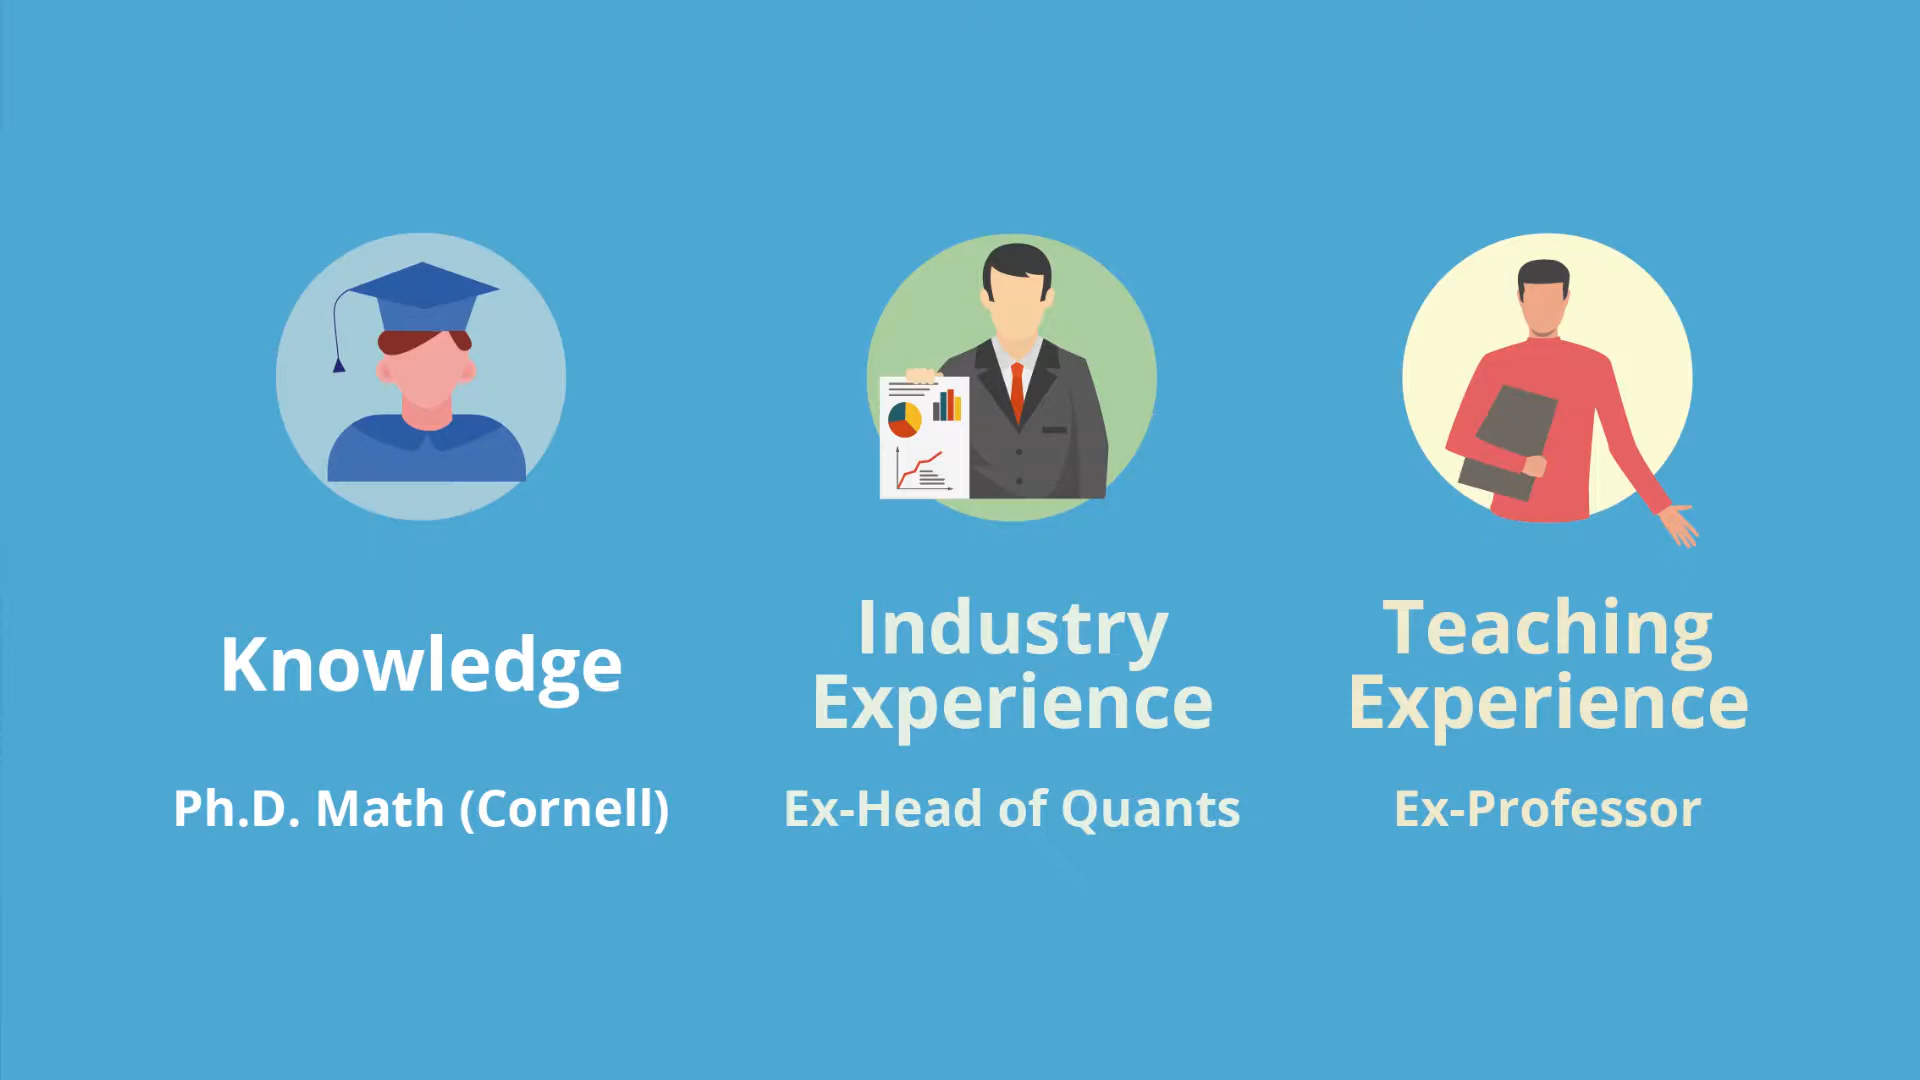 Knowledge
Ph.D. Math (Cornell)
Industry
Experience
Ex-Head of Quants
Teaching
Experience
Ex-Professor